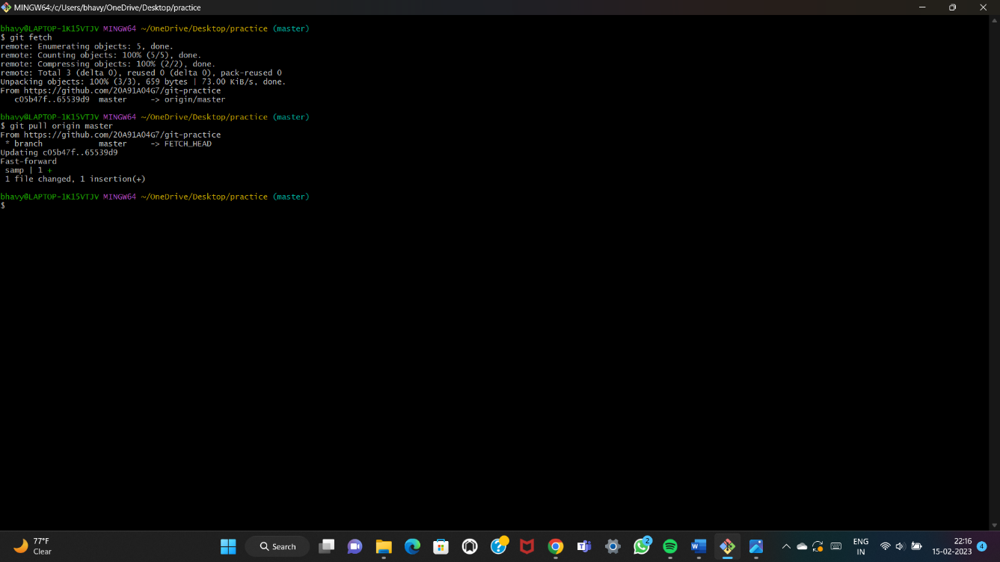 MINGW64:/c/Users/bhavy/OneDrive/Desktop/practice
bhavy@LAPTOP-1K15VTJV MINGW64 ~/OneDrive/Desktop/practice (master)
$ git fetch
remote: Enumerating objects: 5, done.
remote: Counting objects: 100% (5/5), done.
remote: Compressing objects: 100% (2/2), done.
remote: Total 3 (delta 0), reused 0 (delta 0), pack-reused 0
Unpacking objects: 100% (3/3), 659 bytes | 73.00 KiB/s, done.
From https://github.com/20A91A04G7/git-practice
   c05b47f..65539d9  master     -> origin/master
bhavy@LAPTOP-1K15VTJV MINGW64 ~/OneDrive/Desktop/practice (master)
$ git pull origin master
From https://github.com/20A91A04G7/git-practice
 * branch            master     -> FETCH_HEAD
Updating c05b47f..65539d9
Fast-forward
 samp | 1 +
 1 file changed, 1 insertion(+)
bhavy@LAPTOP-1K15VTJV MINGW64 ~/OneDrive/Desktop/practice (master)
$
77°F
Clear
Search
2
ENG
IN
22:16
15-02-2023
4